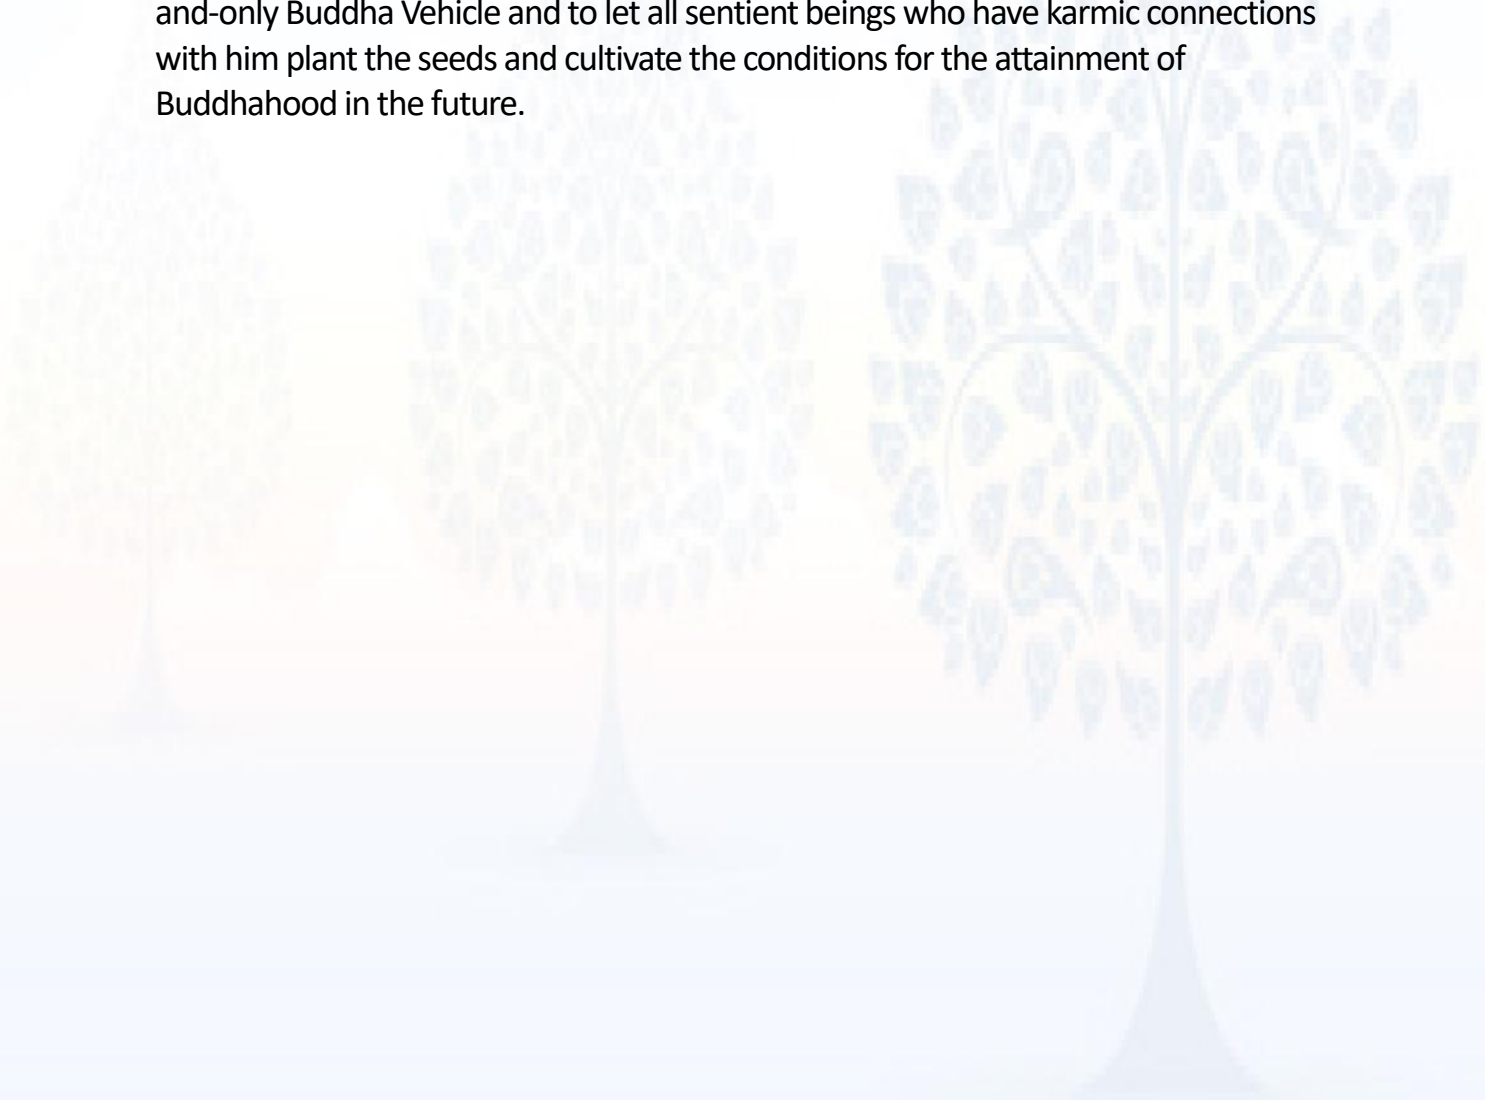 and-only Buddha Vehicle and to let all sentient beings who have karmic connections
with him plant the seeds and cultivate the conditions for the attainment of
Buddhahood in the future.